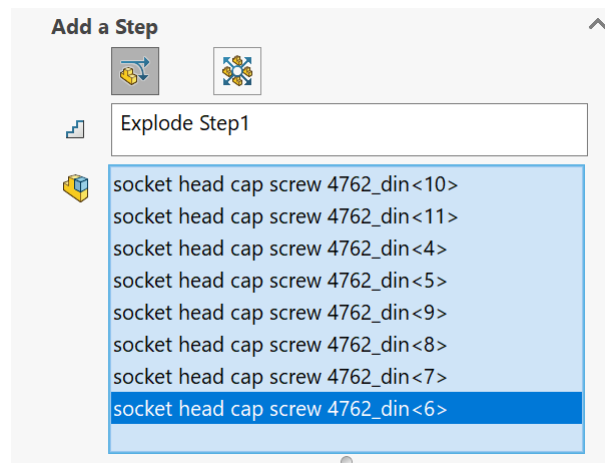 Add a Step
Explode Step1
socket head cap screw 4762_din<10>
socket head cap screw 4762_din<11>
socket head cap screw 4762_din<4>
socket head cap screw 4762_din<5>
socket head cap screw 4762_din<9>
socket head cap screw 4762_din<8>
socket head cap screw 4762_din<7>
socket head cap screw 4762_din<6>